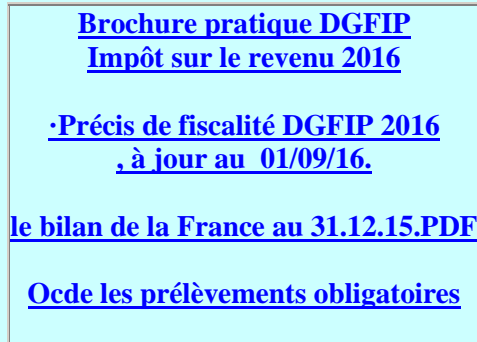 Brochure pratique DGFIP
Impôt sur le revenu 2016
·Précis de fiscalité DGFIP 2016
, à jour au 01/09/16.
le bilan de la France au 31.12.15.PDF
Ocde les prélèvements obligatoires